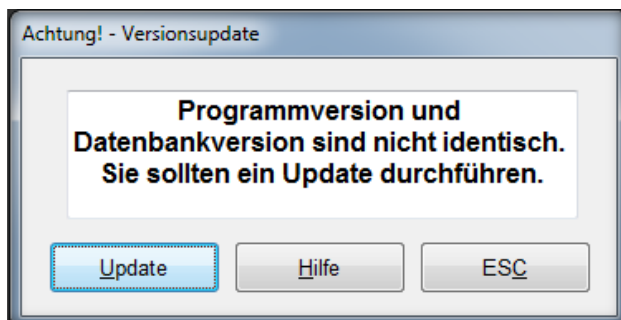 Achtung! - Versionsupdate
Programmversion und
Datenbankversion sind nicht identisch.
Sie sollten ein Update durchführen.
Update Hilfe ESC